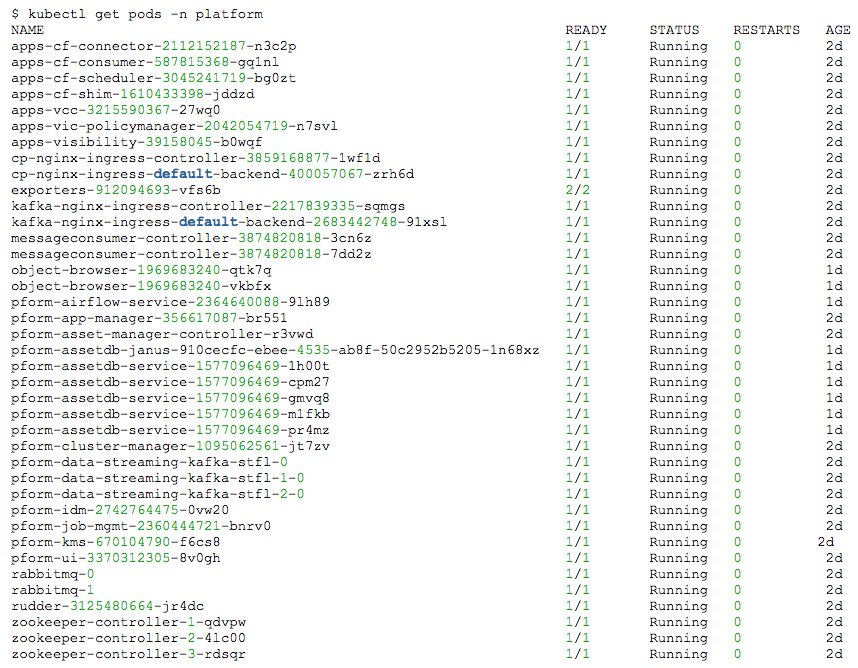 $ kubectl get pods -n platform
NAME READY STATUS RESTARTS AGE
apps-cf-connector-2112152187-n3c2p 1/1 Running 0 2d
apps-cf-consumer-587815368-gq1nl 1/1 Running 0 2d
apps-cf-scheduler-3045241719-bg0zt 1/1 Running 0 2d
apps-cf-shim-1610433398-jddzd 1/1 Running 0 2d
apps-vcc-3215590367-27wq0 1/1 Running 0 2d
apps-vic-policymanager-2042054719-n7svl 1/1 Running 0 2d
apps-visibility-39158045-b0wqf 1/1 Running 0 2d
cp-nginx-ingress-controller-3859168877-1wf1d 1/1 Running 0 2d
cp-nginx-ingress-default-backend-400057067-zrh6d 1/1 Running 0 2d
exporters-912094693-vfs6b 2/2 Running 0 2d
kafka-nginx-ingress-controller-2217839335-sqmgs 1/1 Running 0 2d
kafka-nginx-ingress-default-backend-2683442748-91xsl 1/1 Running 0 2d
messageconsumer-controller-3874820818-3cn6z 1/1 Running 0 2d
messageconsumer-controller-3874820818-7dd2z 1/1 Running 0 2d
object-browser-1969683240-qtk7q 1/1 Running 0 1d
object-browser-1969683240-vkbfx 1/1 Running 0 1d
pform-airflow-service-2364640088-9lh89 1/1 Running 0 1d
pform-app-manager-356617087-br551 1/1 Running 0 2d
pform-asset-manager-controller-r3vwd 1/1 Running 0 2d
pform-assetdb-janus-910cecfc-ebee-4535-ab8f-50c2952b5205-1n68xz 1/1 Running 0 1d
pform-assetdb-service-1577096469-1h00t 1/1 Running 0 1d
pform-assetdb-service-1577096469-cpm27 1/1 Running 0 1d
pform-assetdb-service-1577096469-gmvq8 1/1 Running 0 1d
pform-assetdb-service-1577096469-m1fkb 1/1 Running 0 1d
pform-assetdb-service-1577096469-pr4mz 1/1 Running 0 1d
pform-cluster-manager-1095062561-jt7zv 1/1 Running 0 2d
pform-data-streaming-kafka-stfl-0 1/1 Running 0 2d
pform-data-streaming-kafka-stfl-1-0 1/1 Running 0 2d
pform-data-streaming-kafka-stfl-2-0 1/1 Running 0 2d
pform-idm-2742764475-0vw20 1/1 Running 0 2d
pform-job-mgmt-2360444721-bnrv0 1/1 Running 0 2d
pform-kms-670104790-f6cs8 1/1 Running 0 2d
pform-ui-3370312305-8v0gh 1/1 Running 0 2d
rabbitmq-0 1/1 Running 0 2d
rabbitmq-1 1/1 Running 0 2d
rudder-3125480664-jr4dc 1/1 Running 0 2d
zookeeper-controller-1-qdvpw 1/1 Running 0 2d
zookeeper-controller-2-4lc00 1/1 Running 0 2d
zookeeper-controller-3-rdsqr 1/1 Running 0 2d